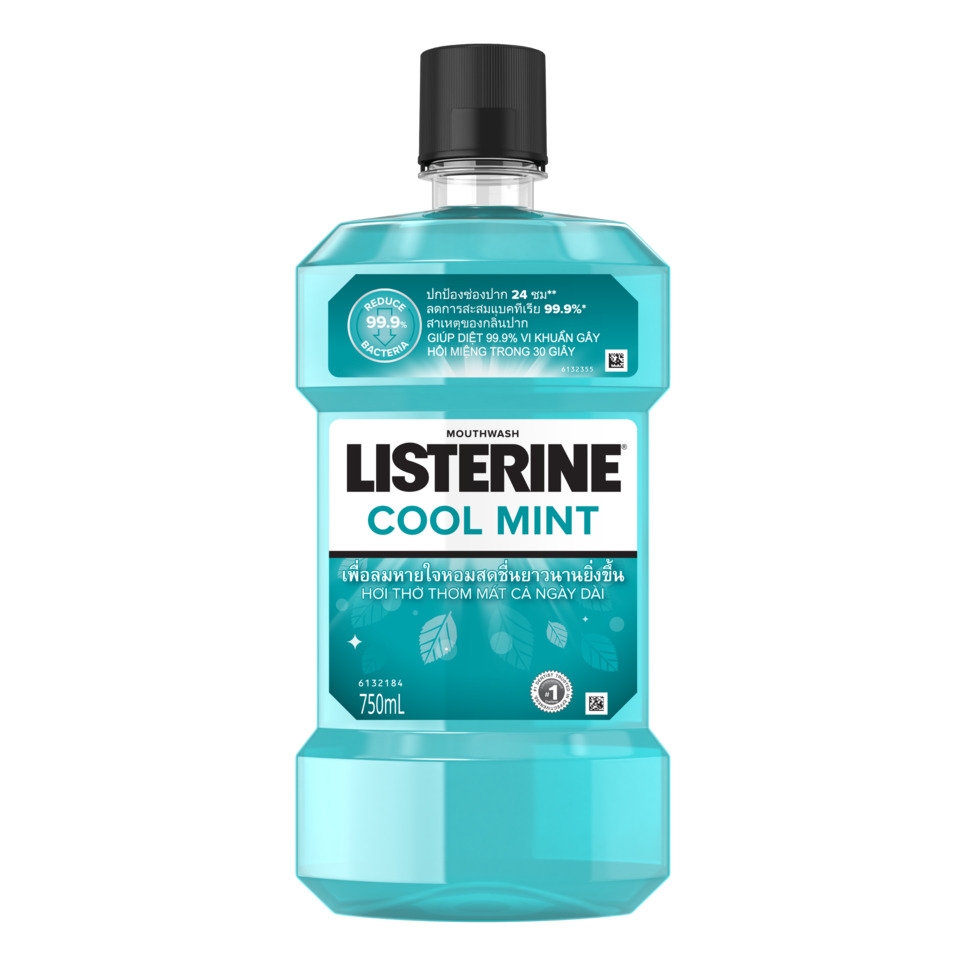 REDUCE
99.9%
BACTERIA
ปกป้องช่องปาก 24 ชม**
ลดการสะสมแบคทีเรีย 99.9%*
สาเหตุของกลิ่นปาก
GIÚP DIỆT 99.9% VI KHUẨN GÂY
HÔI MIỆNG TRONG 30 GIÂY
6132355
MOUTHWASH
LISTERINE®
COOL MINT
เพื่อลมหายใจหอมสดชื่นยาวนานยิ่งขึ้น
HƠI THỞ THƠM MÁT CẢ NGÀY DÀI
6132184
750mL
#1